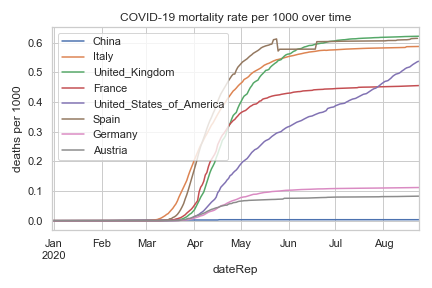 COVID-19 mortality rate per 1000 over time
China
Italy
United_Kingdom
France
United_States_of_America
Spain
Germany
Austria
deaths per 1000
0.6
0.5
0.4
0.3
0.2
0.1
0.0
Jan Feb Mar Apr May Jun Jul Aug
2020
dateRep